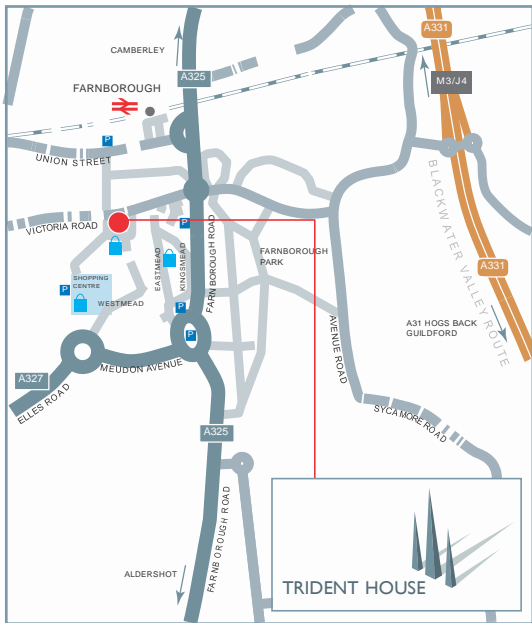 A331
CAMBERLEY
A325
M3/J4
FARNBOROUGH
P
UNION STREET
BLACKWATER VALLEY ROUTE
VICTORIA ROAD
P
FARNBOROUGH ROAD
EASTMEAD
KINGSMEAD
FARNBOROUGH
PARK
A331
SHOPPING
CENTRE
P
WESTMEAD
P
AVENUE ROAD
A31 HOGS BACK
GUILDFORD
P
MEUDON AVENUE
A327
ELLES ROAD
SYCAMORE ROAD
A325
FARNBOROUGH ROAD
ALDERSHOT
TRIDENT HOUSE